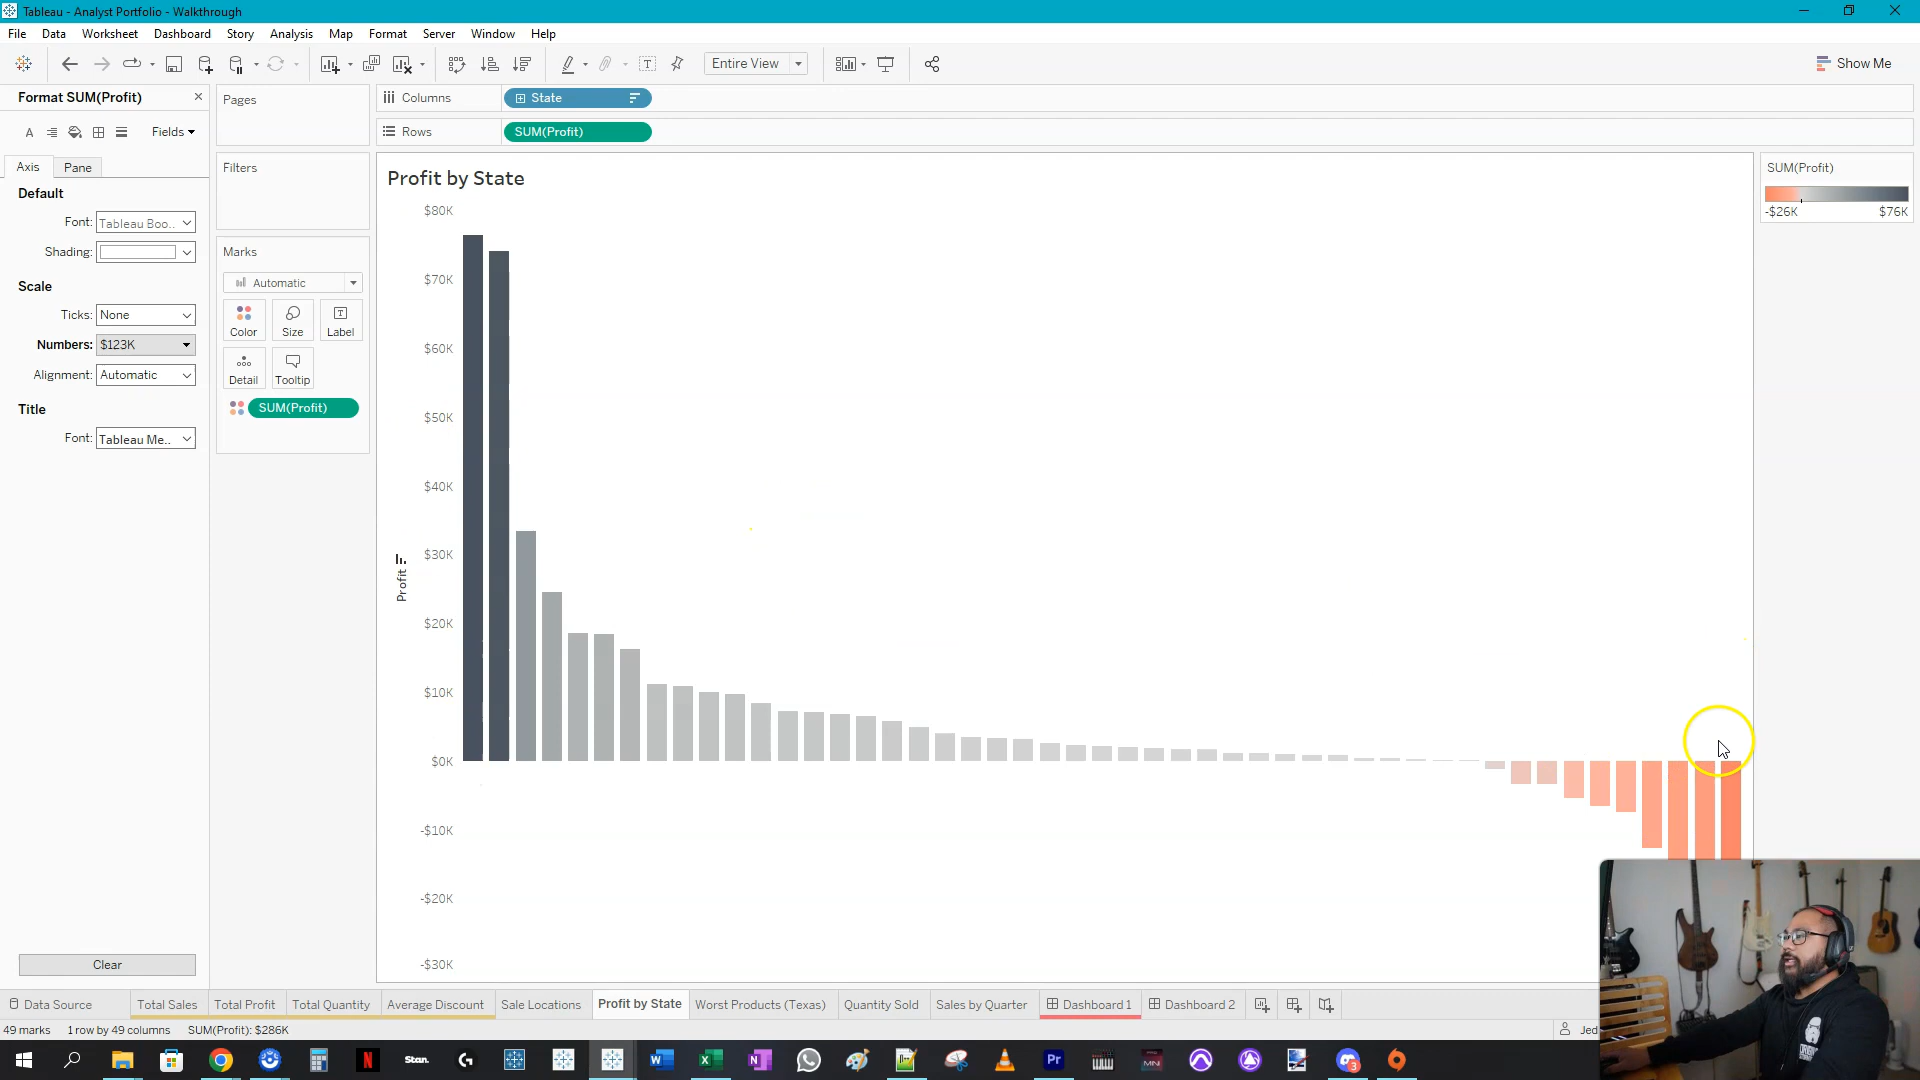 Tableau - Analyst Portfolio - Walkthrough
File Data Worksheet Dashboard Story Analysis Map Format Server Window Help
Entire View
Show Me
Format SUM(Profit)
Fields
Axis
Pane
Default
Font: Tableau Boo..
Shading:
Scale
Ticks: None
Numbers: $123K
Alignment: Automatic
Title
Font: Tableau Me..
Clear
Pages
Filters
Marks
Automatic
Color
Size
Label
Detail
Tooltip
SUM(Profit)
Columns
State
Rows
SUM(Profit)
Profit by State
Profit
$80K
$70K
$60K
$50K
$40K
$30K
$20K
$10K
$0K
-$10K
-$20K
-$30K
SUM(Profit)
-$26K
$76K
Data Source
Total Sales
Total Profit
Total Quantity
Average Discount
Sale Locations
Profit by State
Worst Products (Texas)
Quantity Sold
Sales by Quarter
Dashboard 1
Dashboard 2
49 marks
1 row by 49 columns
SUM(Profit): $286K
Jed
Stan.
Pr
MN
3